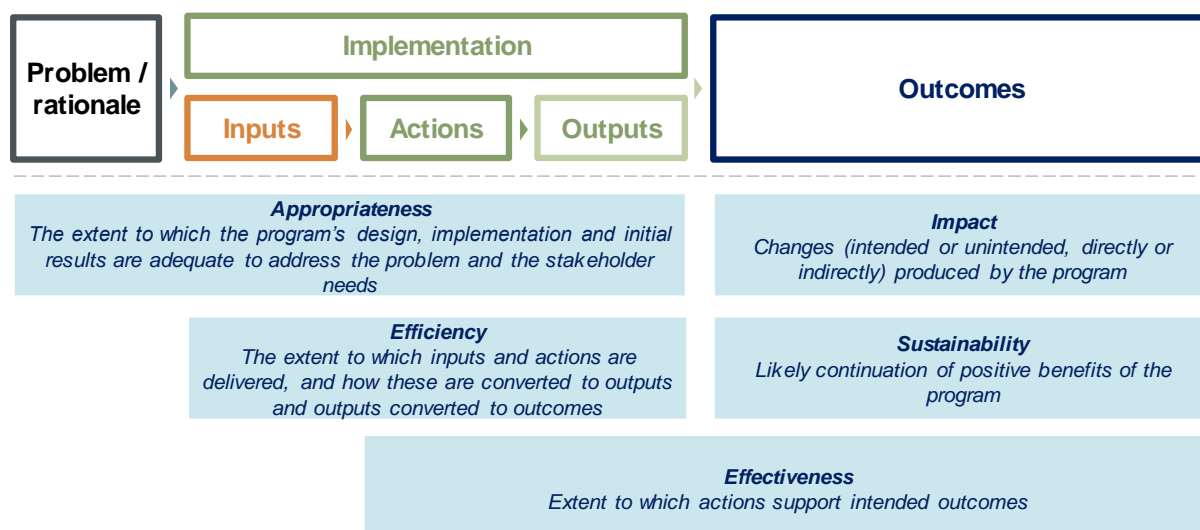 Problem /
rationale
Implementation
Inputs
Actions
Outputs
Outcomes
Appropriateness
The extent to which the program's design, implementation and initial
results are adequate to address the problem and the stakeholder
needs
Impact
Changes (intended or unintended, directly or
indirectly) produced by the program
Efficiency
The extent to which inputs and actions are
delivered, and how these are converted to outputs
and outputs converted to outcomes
Sustainability
Likely continuation of positive benefits of the
program
Effectiveness
Extent to which actions support intended outcomes